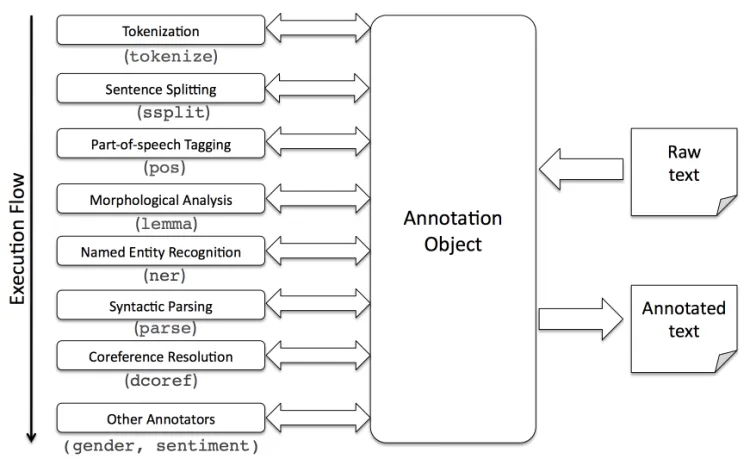 Execution Flow
Tokenization
(tokenize)
Sentence Splitting
(ssplit)
Part-of-speech Tagging
(pos)
Morphological Analysis
(lemma)
Named Entity Recognition
(ner)
Syntactic Parsing
(parse)
Coreference Resolution
(dcoref)
Other Annotators
(gender, sentiment)
Annotation
Object
Raw
text
Annotated
text